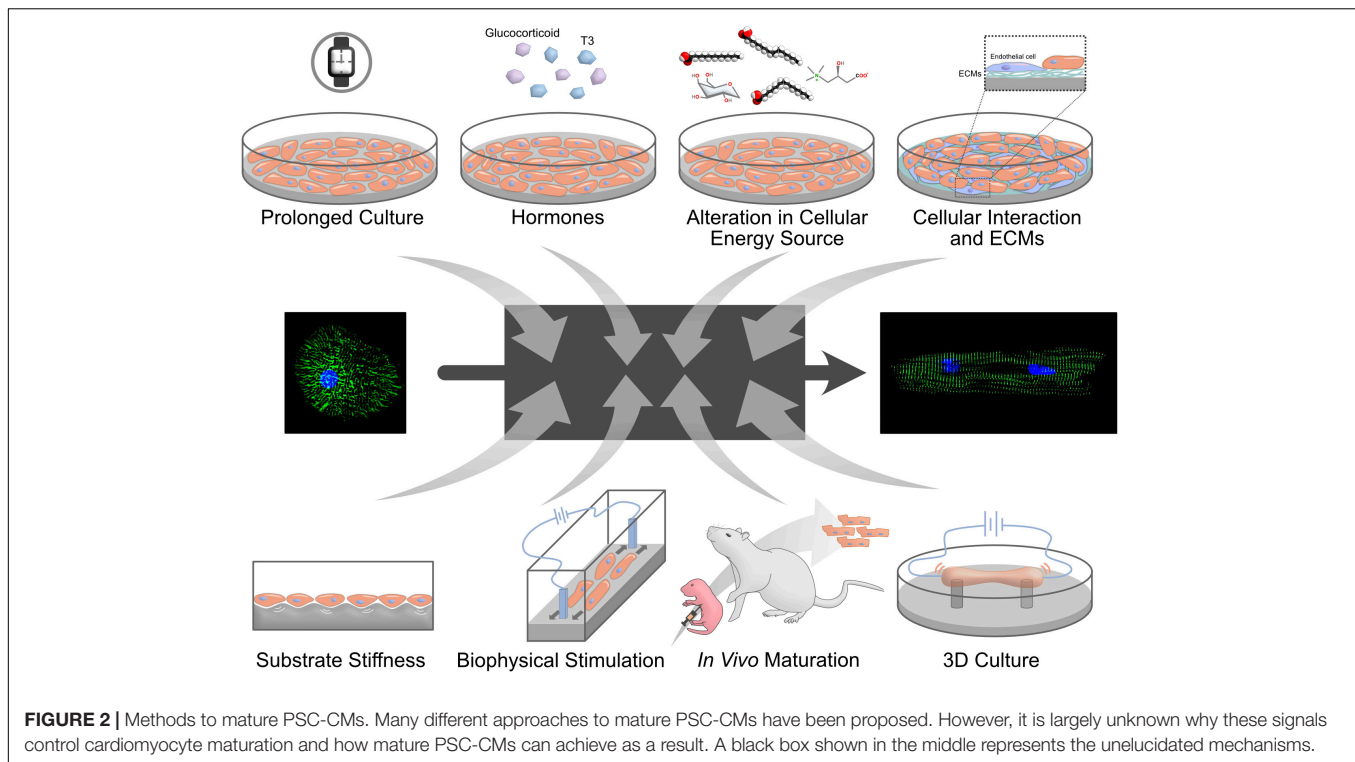 Glucocorticoid
T3
Endothelial cell
ECMs
Prolonged Culture
Hormones
Alteration in Cellular
Energy Source
Cellular Interaction
and ECMs
Substrate Stiffness
Biophysical Stimulation
In Vivo Maturation
3D Culture
FIGURE 2 | Methods to mature PSC-CMs. Many different approaches to mature PSC-CMs have been proposed. However, it is largely unknown why these signals
control cardiomyocyte maturation and how mature PSC-CMs can achieve as a result. A black box shown in the middle represents the unelucidated mechanisms.